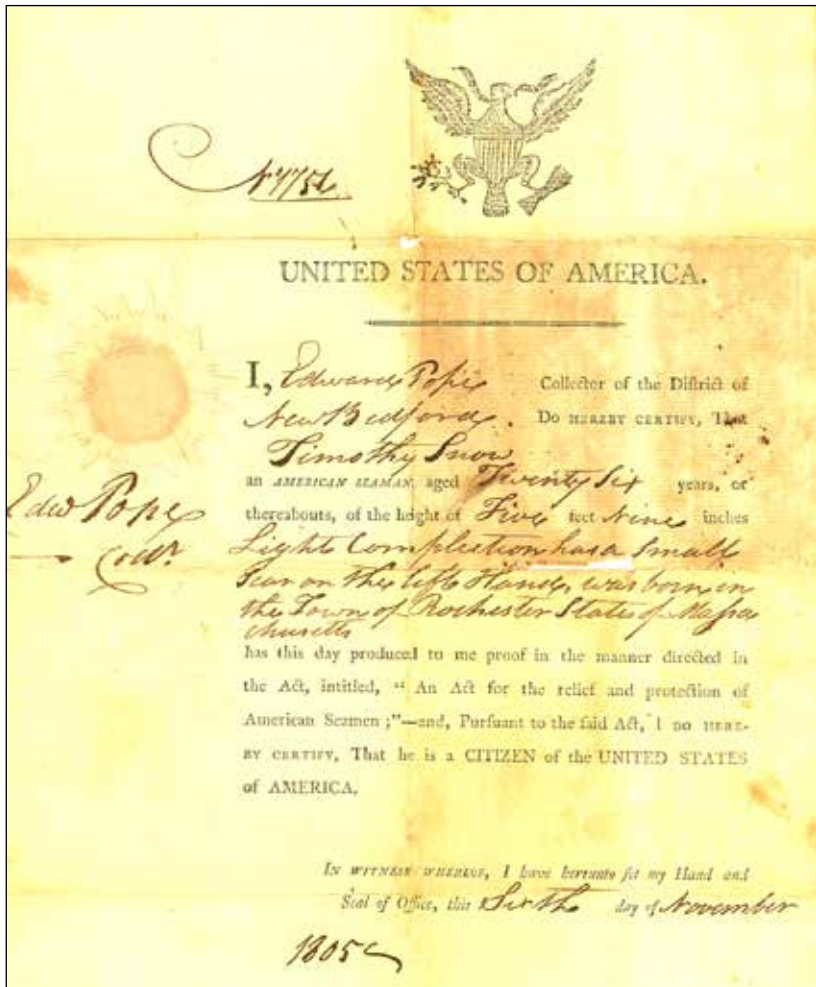 UNITED STATES OF AMERICA.
I, Edward Pope Collector of the District of
New Bedford. Do HEREBY CERTIFY, That
Timothy Snow
an AMERICAN SEAMAN, aged Twenty Six years, or
thereabouts, of the height of Five feet Nine inches
Light Complection has a Small
Scar on the left Hand, was born in
the Town of Rochester State of Massa
chusetts
has this day produced to me proof in the manner directed in
the Act, intitled, “ An Act for the relief and protection of
American Seamen ;”—and, Pursuant to the ſaid Act, I DO HERE-
BY CERTIFY, That he is a CITIZEN of the UNITED STATES
of AMERICA.
Edw Pope
Collr.
IN WITNESS WHEREOF, I have hereunto ſet my Hand and
Seal of Office, this Sixth day of November
1805